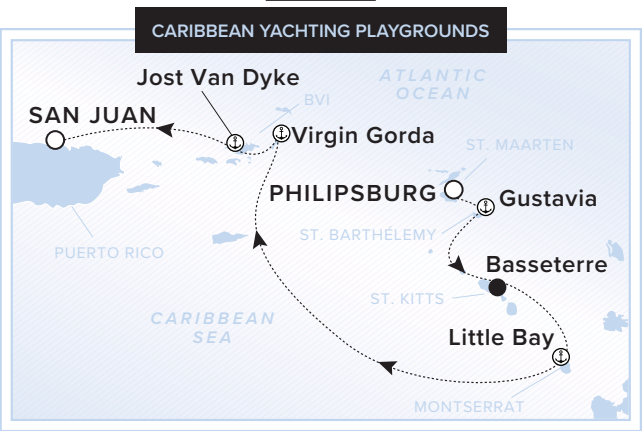 CARIBBEAN YACHTING PLAYGROUNDS
Jost Van Dyke
ATLANTIC
OCEAN
BVI
SAN JUAN
Virgin Gorda
ST. MAARTEN
PHILIPSBURG
Gustavia
ST. BARTHÉLEMY
PUERTO RICO
Basseterre
ST. KITTS
CARIBBEAN
SEA
Little Bay
MONTSERRAT